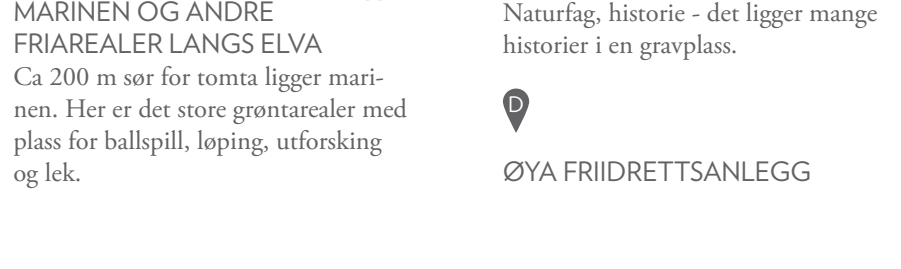 MARINEN OG ANDRE
FRIAREALER LANGS ELVA
Ca 200 m sør for tomta ligger mari-
nen. Her er det store grøntarealer med
plass for ballspill, løping, utforsking
og lek.
Naturfag, historie - det ligger mange
historier i en gravplass.
D
ØYA FRIIDRETTSANLEGG